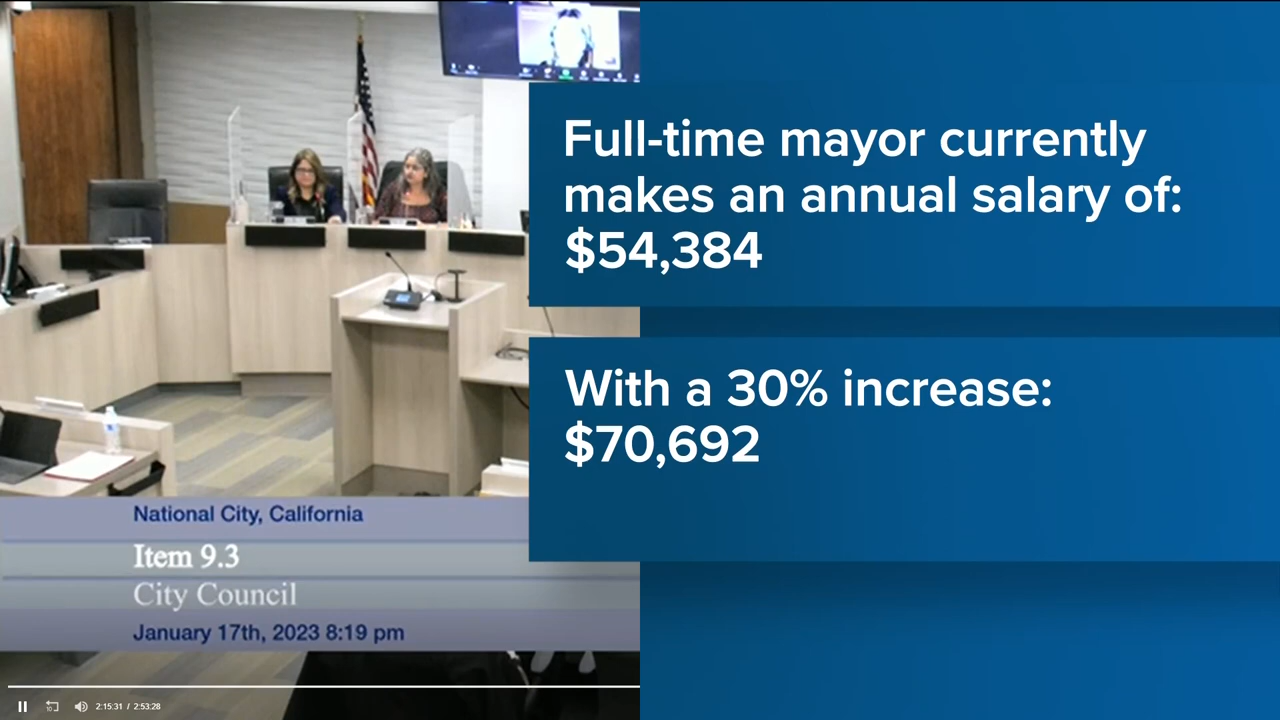 Full-time mayor currently
makes an annual salary of:
$54,384
With a 30% increase:
$70,692
National City, California
Item 9.3
City Council
January 17th, 2023 8:19 pm
10
2:15:31 / 2:53:28